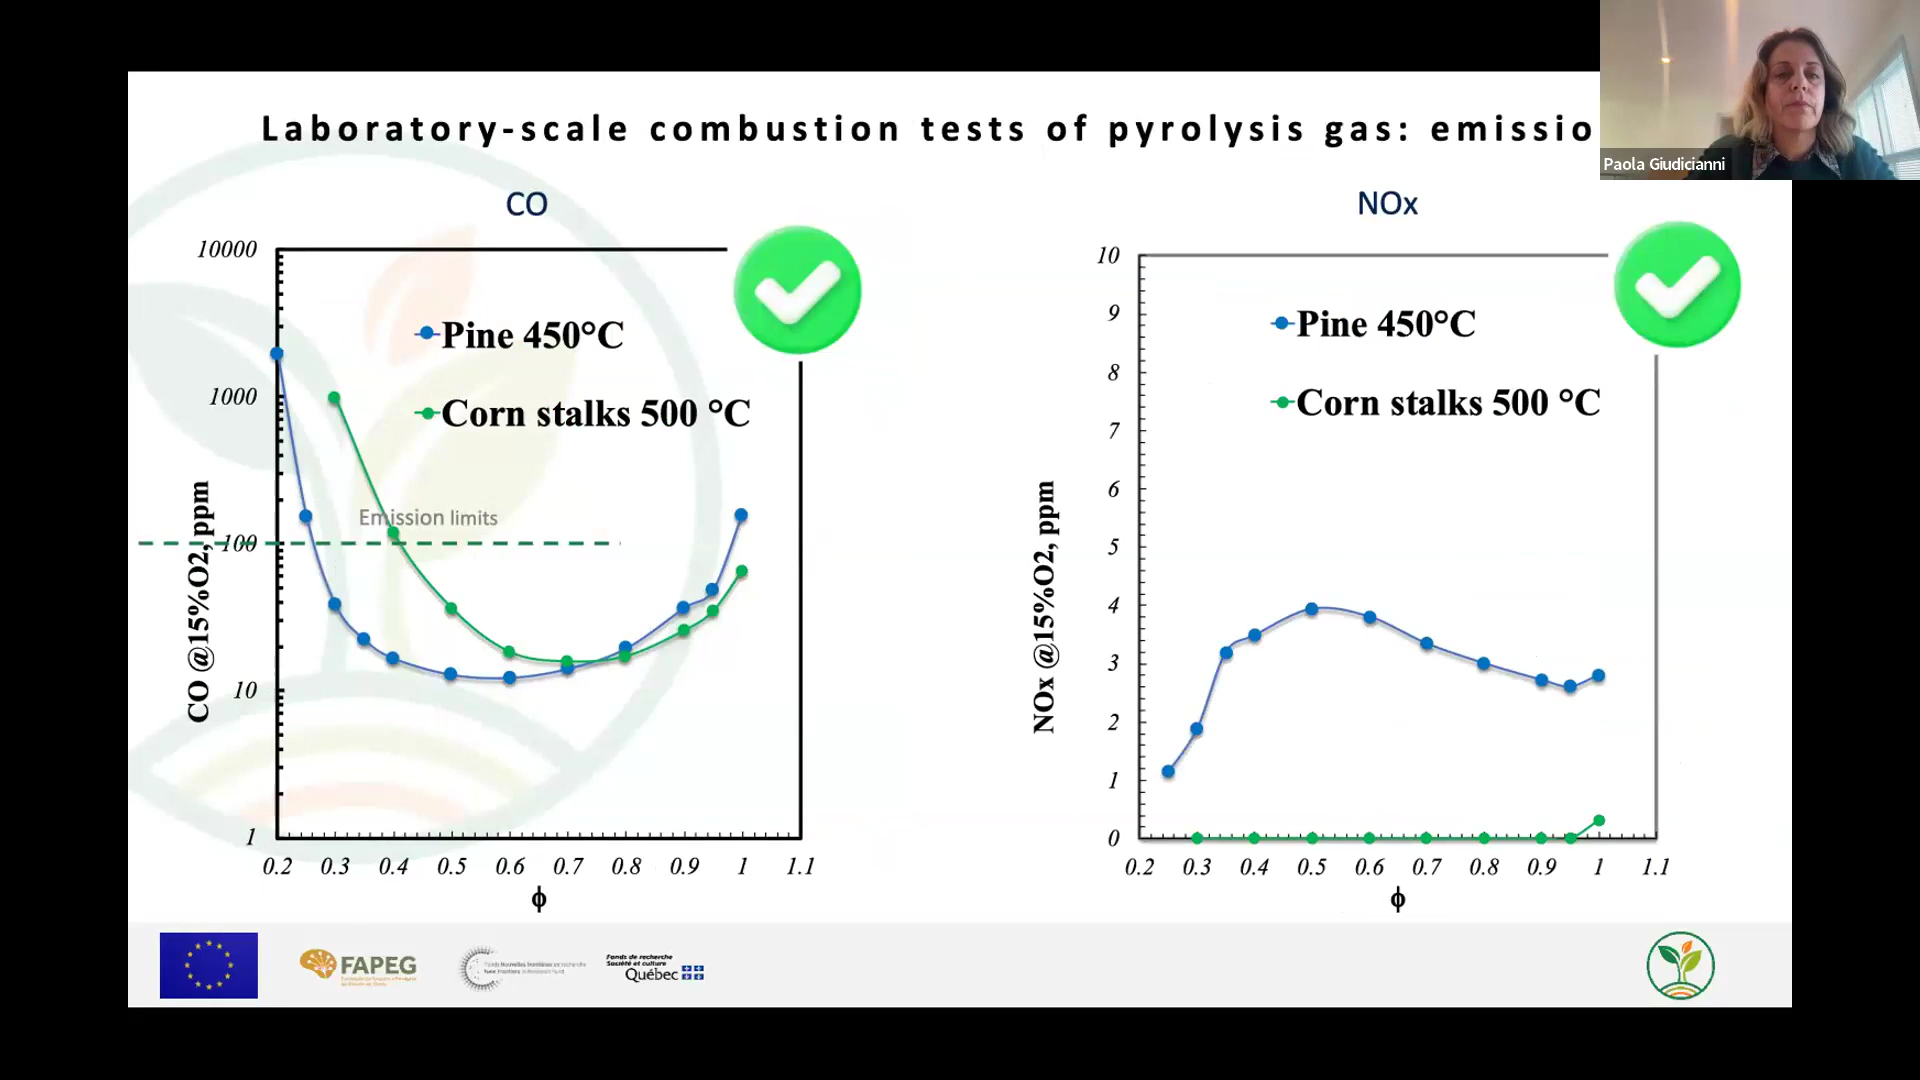 Laboratory-scale combustion tests of pyrolysis gas: emissio
Paola Giudicianni
CO
10000
1000
100
10
1
CO @15%O2, ppm
Pine 450°C
Corn stalks 500 °C
Emission limits
0.2 0.3 0.4 0.5 0.6 0.7 0.8 0.9 1 1.1
ϕ
NOx
10
9
8
7
6
5
4
3
2
1
0
NOx @15%O2, ppm
Pine 450°C
Corn stalks 500 °C
0.2 0.3 0.4 0.5 0.6 0.7 0.8 0.9 1 1.1
ϕ
FAPEG
Fonds de recherche
Société et culture
Québec